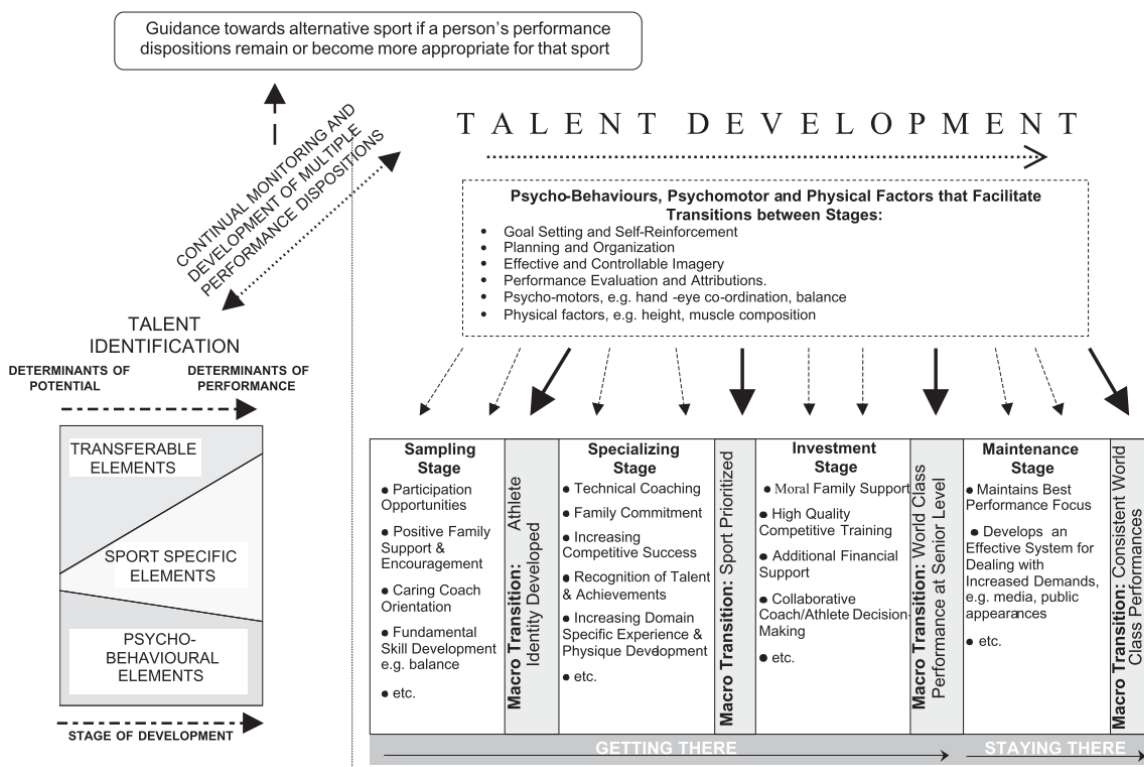 Guidance towards alternative sport if a person's performance
dispositions remain or become more appropriate for that sport
CONTINUAL MONITORING AND
DEVELOPMENT OF MULTIPLE
PERFORMANCE DISPOSITIONS
TALENT DEVELOPMENT
Psycho-Behaviours, Psychomotor and Physical Factors that Facilitate
Transitions between Stages:
• Goal Setting and Self-Reinforcement
• Planning and Organization
• Effective and Controllable Imagery
• Performance Evaluation and Attributions.
• Psycho-motors, e.g. hand -eye co-ordination, balance
• Physical factors, e.g. height, muscle composition
TALENT
IDENTIFICATION
DETERMINANTS OF
POTENTIAL
DETERMINANTS OF
PERFORMANCE
TRANSFERABLE
ELEMENTS
SPORT SPECIFIC
ELEMENTS
PSYCHO-
BEHAVIOURAL
ELEMENTS
STAGE OF DEVELOPMENT
Sampling
Stage
• Participation
Opportunities
• Positive Family
Support &
Encouragement
• Caring Coach
Orientation
• Fundamental
Skill Development
e.g. balance
• etc.
Macro Transition: Athlete
Identity Developed
Specializing
Stage
• Technical Coaching
• Family Commitment
• Increasing
Competitive Success
• Recognition of Talent
& Achievements
• Increasing Domain
Specific Experience &
Physique Development
• etc.
Macro Transition: Sport Prioritized
Investment
Stage
• Moral Family Support
• High Quality
Competitive Training
• Additional Financial
Support
• Collaborative
Coach/Athlete Decision-
Making
• etc.
Macro Transition: World Class
Performance at Senior Level
Maintenance
Stage
• Maintains Best
Performance Focus
• Develops an
Effective System for
Dealing with
Increased Demands,
e.g. media, public
appearances
• etc.
Macro Transition: Consistent World
Class Performances
GETTING THERE
STAYING THERE